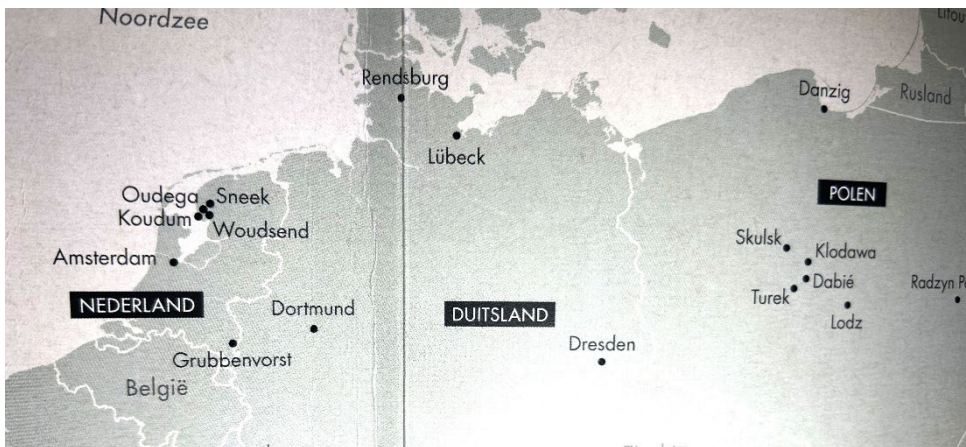 Noordzee
Rendsburg
Danzig
Rusland
Lübeck
Oudega
Sneek
Koudum
Woudsend
POLEN
Amsterdam
Skulsk
Klodawa
Dabié
Turek
Radzyn
Lodz
NEDERLAND
Dortmund
DUITSLAND
Grubbenvorst
Dresden
België